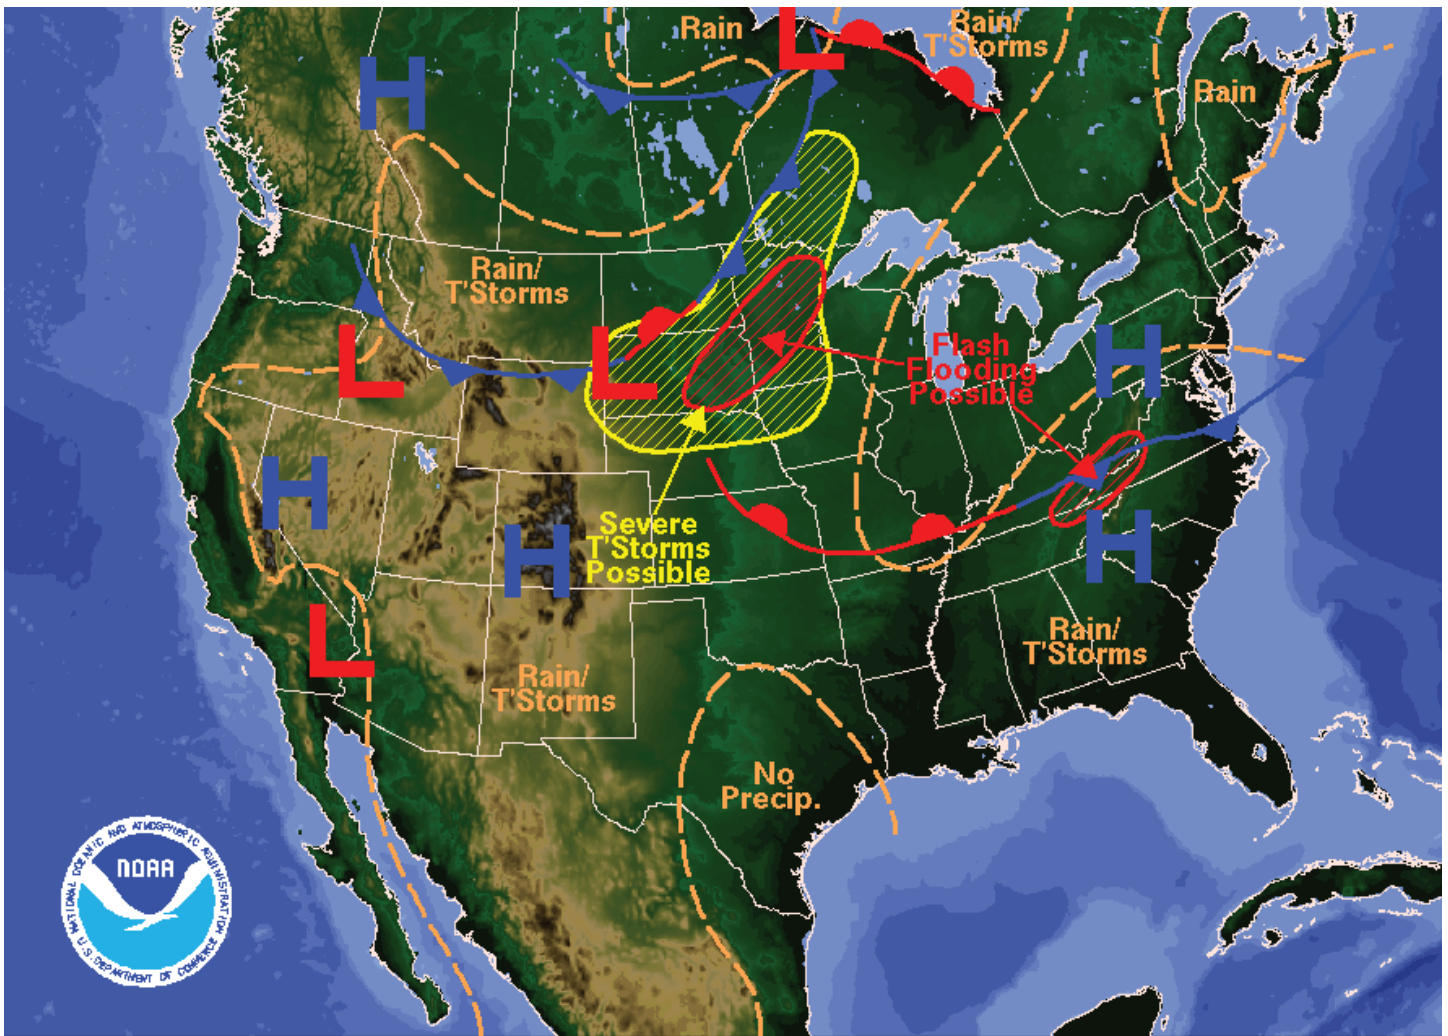 Rain
L
Rain/
T'Storms
H
Rain
Rain/
T'Storms
L
L
Flash
Flooding
Possible
H
H
H
Severe
T'Storms
Possible
H
L
Rain/
T'Storms
Rain/
T'Storms
No
Precip.
NATIONAL OCEANIC AND ATMOSPHERIC ADMINISTRATION
NOAA
U.S. DEPARTMENT OF COMMERCE